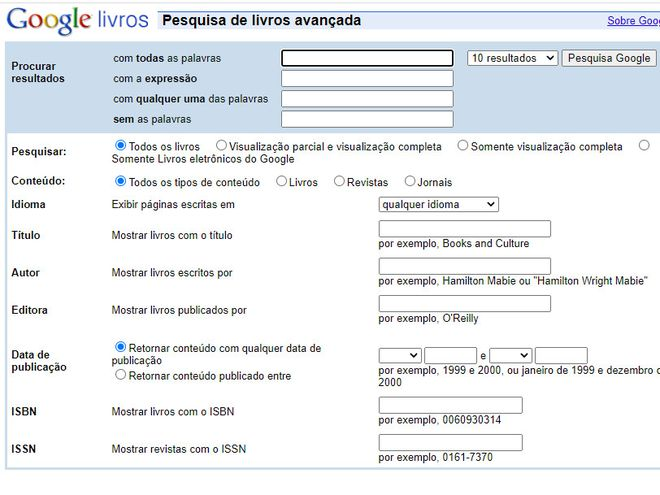 Google livros Pesquisa de livros avançada Sobre Goog
Procurar resultados
com todas as palavras 10 resultados Pesquisa Google
com a expressão
com qualquer uma das palavras
sem as palavras
Pesquisar: Todos os livros Visualização parcial e visualização completa Somente visualização completa
Somente Livros eletrônicos do Google
Conteúdo: Todos os tipos de conteúdo Livros Revistas Jornais
Idioma Exibir páginas escritas em qualquer idioma
Título Mostrar livros com o título
por exemplo, Books and Culture
Autor Mostrar livros escritos por
por exemplo, Hamilton Mabie ou "Hamilton Wright Mabie"
Editora Mostrar livros publicados por
por exemplo, O'Reilly
Data de publicação
Retornar conteúdo com qualquer data de publicação
Retornar conteúdo publicado entre
e
por exemplo, 1999 e 2000, ou janeiro de 1999 e dezembro d
2000
ISBN Mostrar livros com o ISBN
por exemplo, 0060930314
ISSN Mostrar revistas com o ISSN
por exemplo, 0161-7370